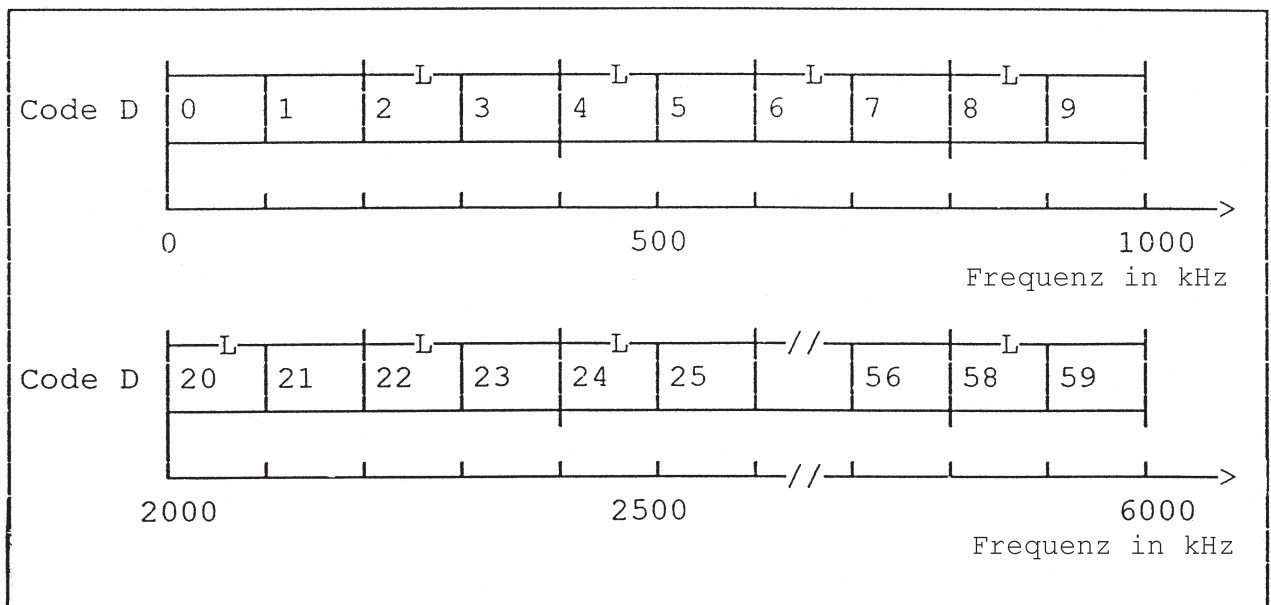 L L L L
Code D 0 1 2 3 4 5 6 7 8 9
0 500 1000
Frequenz in kHz
L L L // L
Code D 20 21 22 23 24 25 56 58 59
//
2000 2500 6000
Frequenz in kHz